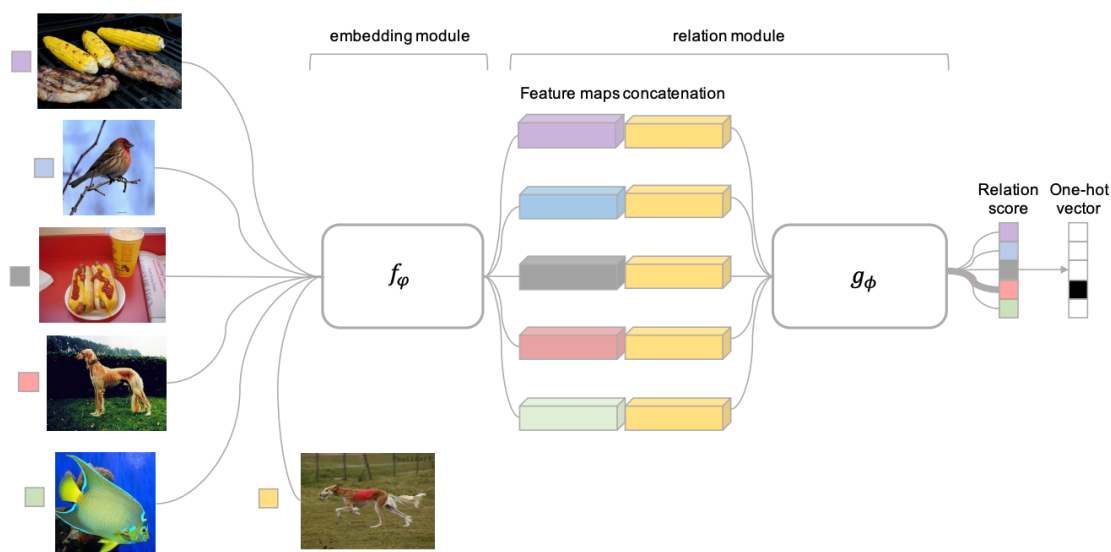 embedding module
relation module
Feature maps concatenation
Relation
score
One-hot
vector
f_φ
g_ϕ